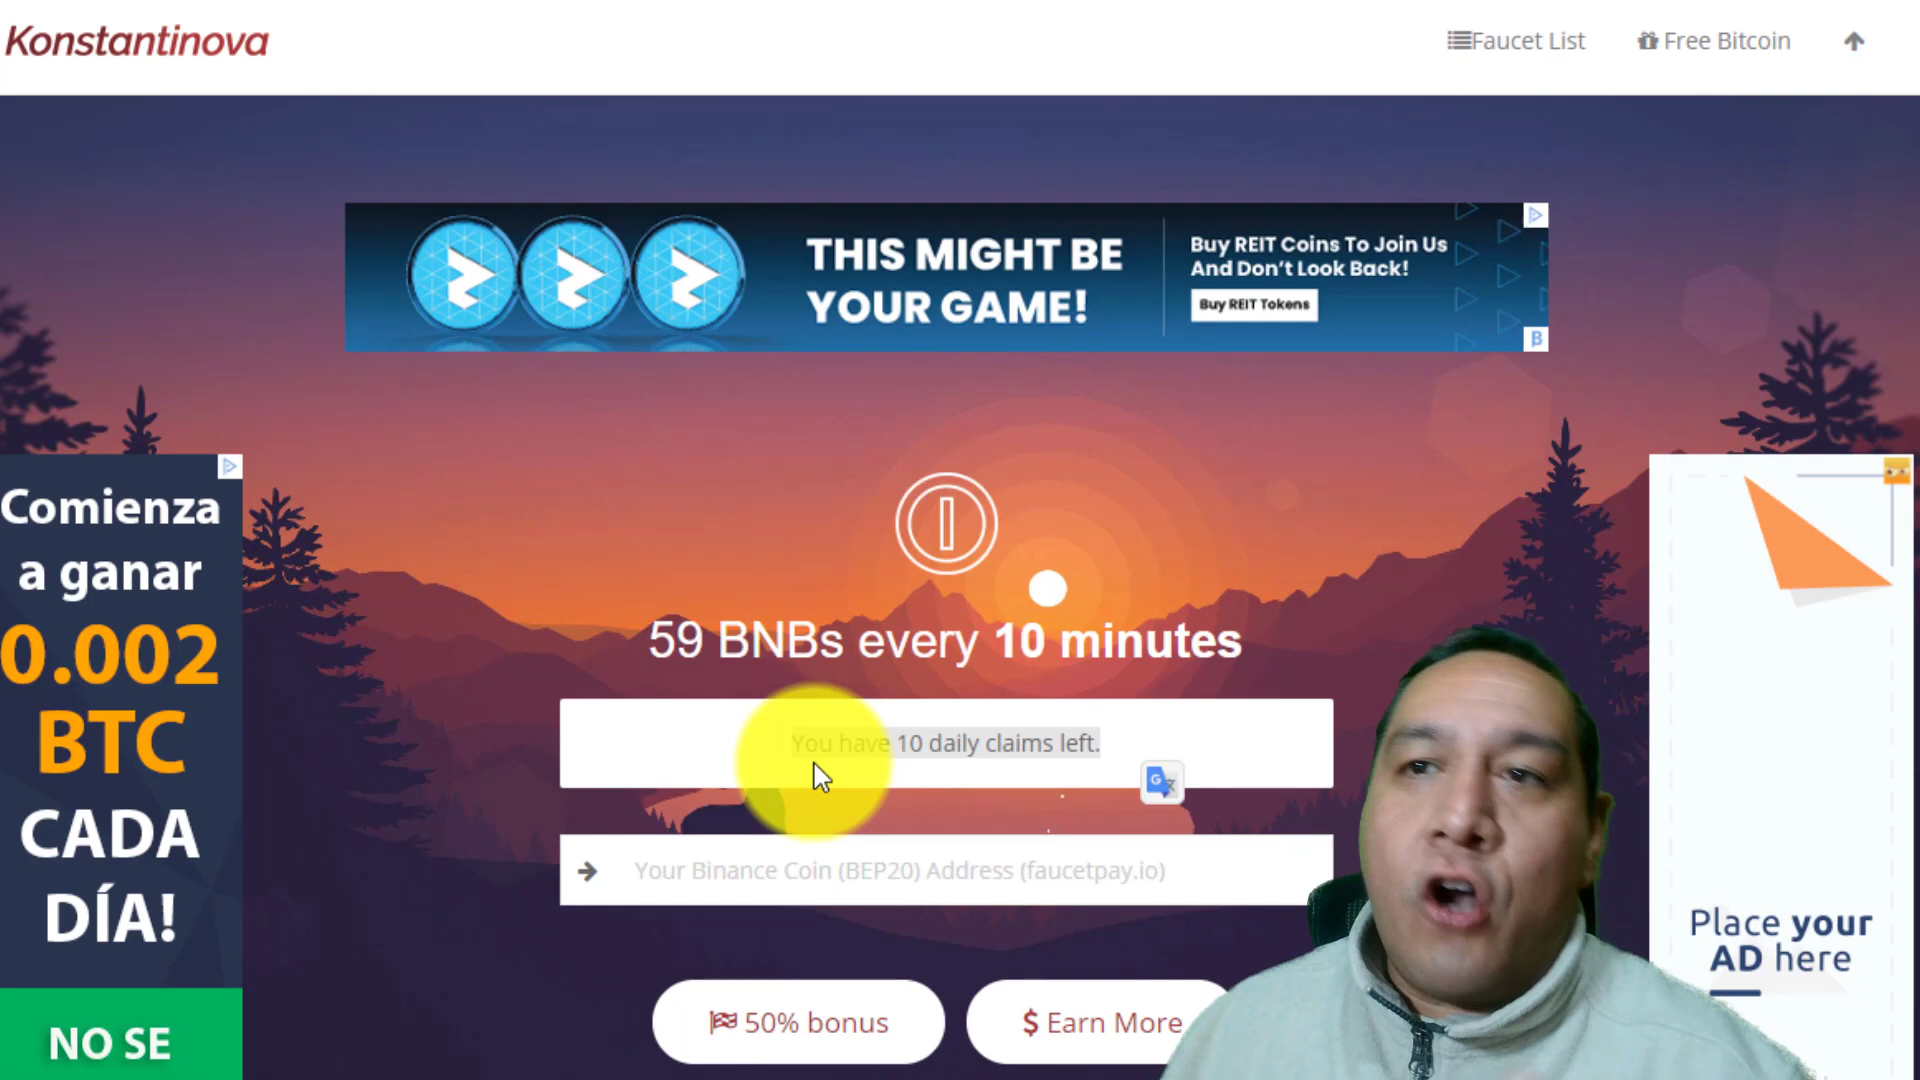 Konstantinova
Faucet List
Free Bitcoin
THIS MIGHT BE
YOUR GAME!
Buy REIT Coins To Join Us
And Don't Look Back!
Buy REIT Tokens
Comienza
a ganar
0.002
BTC
CADA
DÍA!
NO SE
59 BNBs every 10 minutes
You have 10 daily claims left.
Your Binance Coin (BEP20) Address (faucetpay.io)
50% bonus
$ Earn More
Place your
AD here